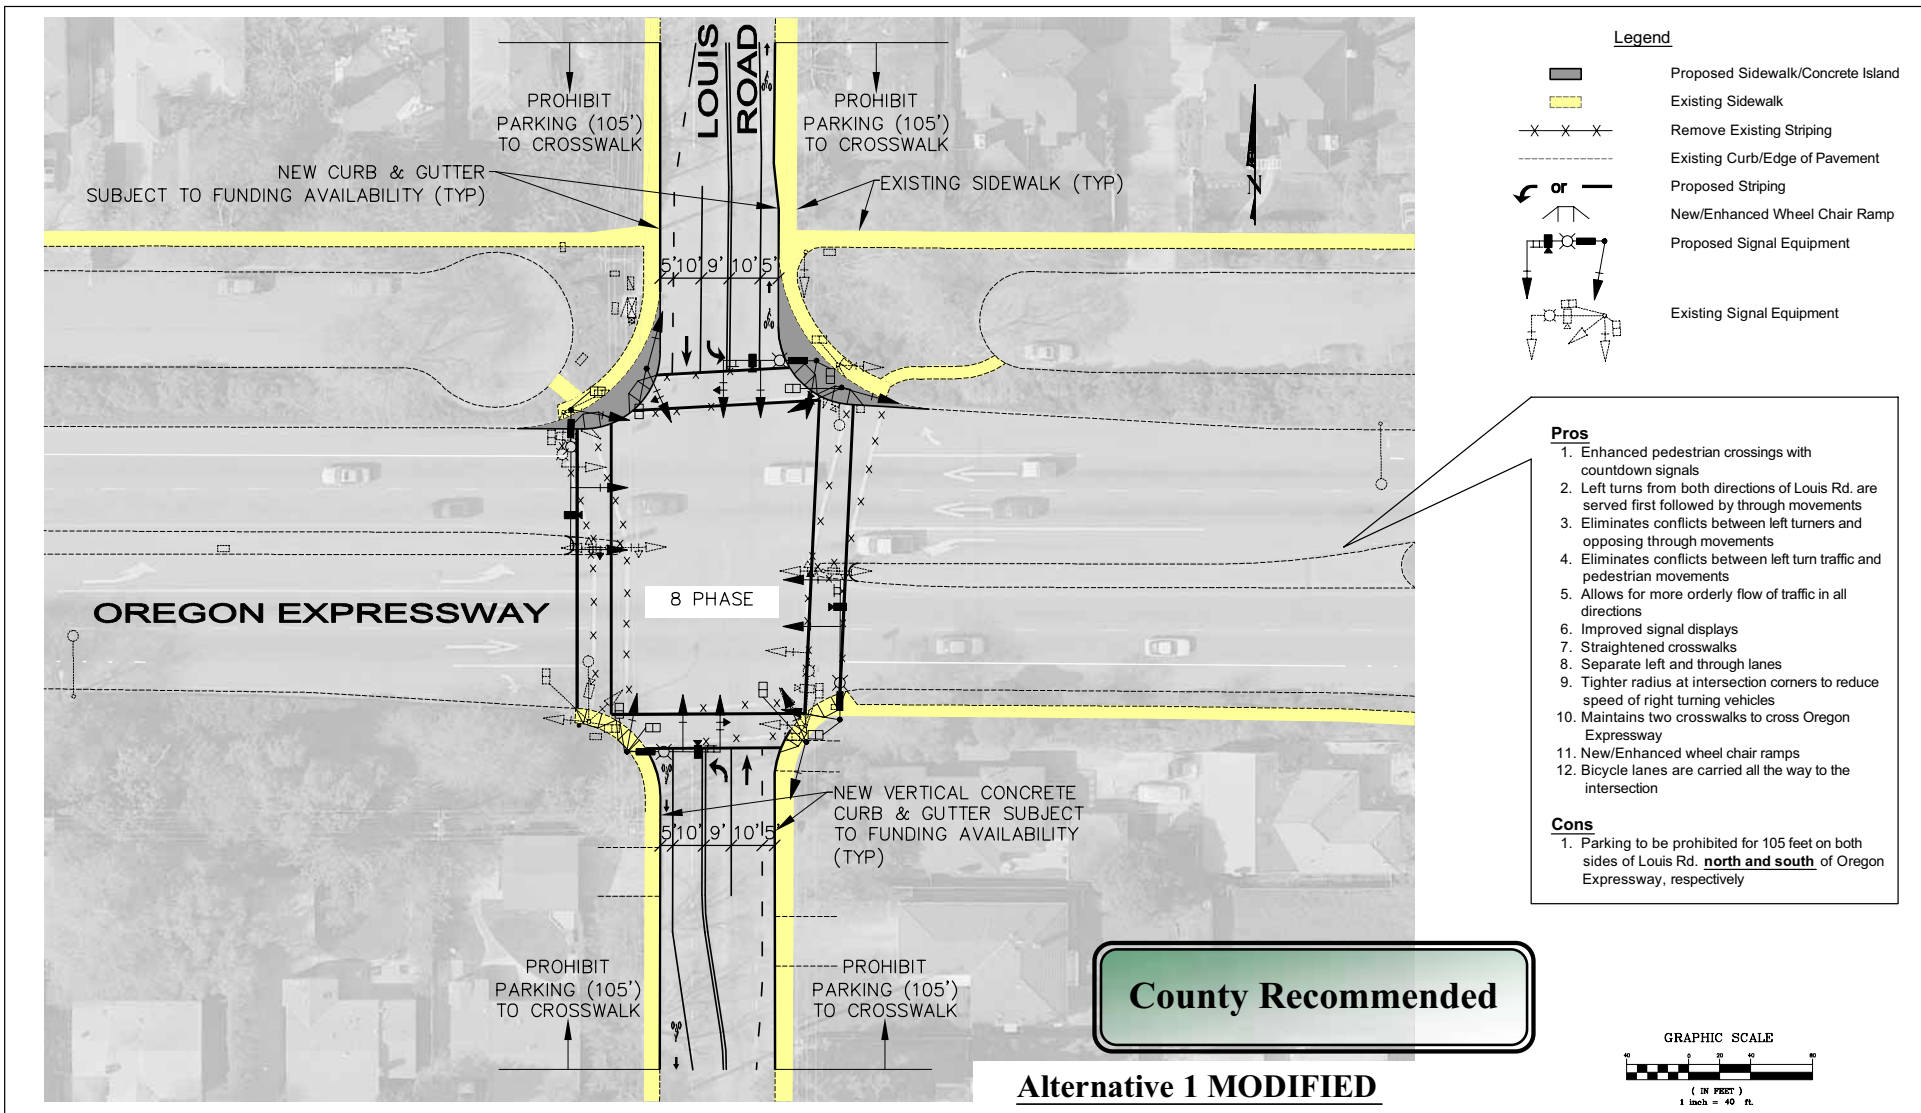 LOUIS
ROAD
PROHIBIT
PARKING (105')
TO CROSSWALK
PROHIBIT
PARKING (105')
TO CROSSWALK
NEW CURB & GUTTER
SUBJECT TO FUNDING AVAILABILITY (TYP)
EXISTING SIDEWALK (TYP)
N
5' 10' 9' 10' 5'
8 PHASE
OREGON EXPRESSWAY
NEW VERTICAL CONCRETE
CURB & GUTTER SUBJECT
TO FUNDING AVAILABILITY
(TYP)
5' 10' 9' 10' 5'
PROHIBIT
PARKING (105')
TO CROSSWALK
PROHIBIT
PARKING (105')
TO CROSSWALK
County Recommended
Alternative 1 MODIFIED
Legend
Proposed Sidewalk/Concrete Island
Existing Sidewalk
Remove Existing Striping
Existing Curb/Edge of Pavement
or
Proposed Striping
New/Enhanced Wheel Chair Ramp
Proposed Signal Equipment
Existing Signal Equipment
Pros
1. Enhanced pedestrian crossings with
countdown signals
2. Left turns from both directions of Louis Rd. are
served first followed by through movements
3. Eliminates conflicts between left turners and
opposing through movements
4. Eliminates conflicts between left turn traffic and
pedestrian movements
5. Allows for more orderly flow of traffic in all
directions
6. Improved signal displays
7. Straightened crosswalks
8. Separate left and through lanes
9. Tighter radius at intersection corners to reduce
speed of right turning vehicles
10. Maintains two crosswalks to cross Oregon
Expressway
11. New/Enhanced wheel chair ramps
12. Bicycle lanes are carried all the way to the
intersection
Cons
1. Parking to be prohibited for 105 feet on both
sides of Louis Rd. north and south of Oregon
Expressway, respectively
GRAPHIC SCALE
40 0 20 40 80
( IN FEET )
1 inch = 40 ft.